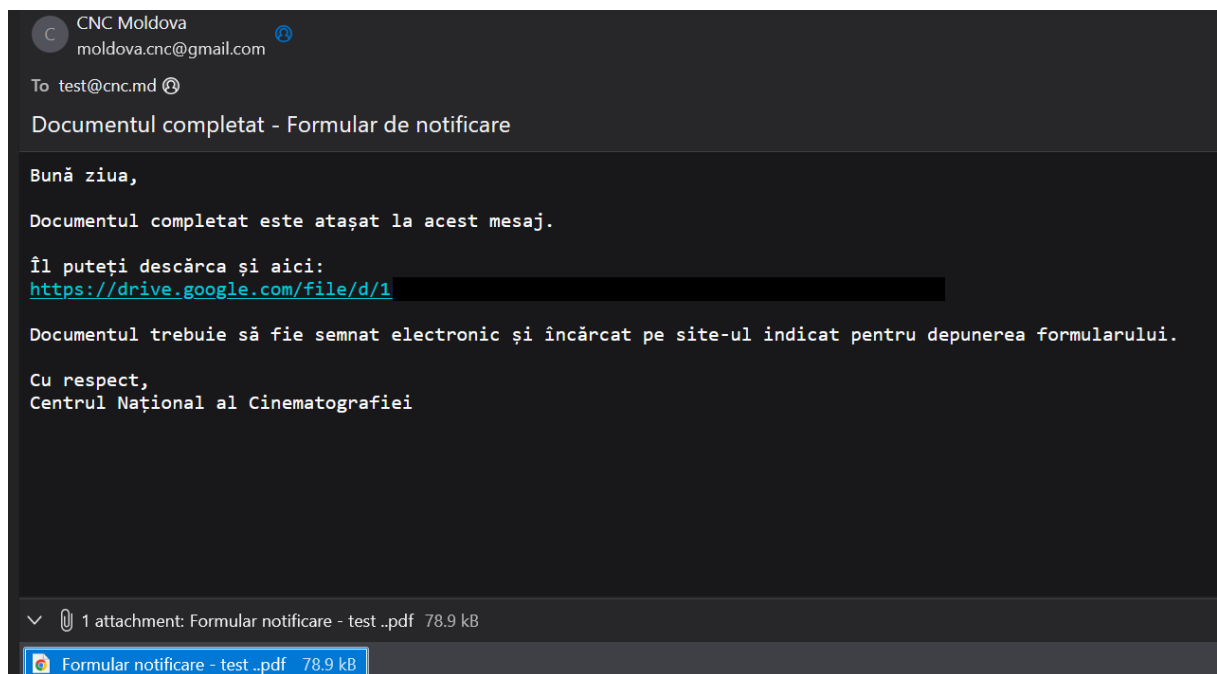 C
CNC Moldova
moldova.cnc@gmail.com
To test@cnc.md
Documentul completat - Formular de notificare
Bună ziua,
Documentul completat este atașat la acest mesaj.
Îl puteți descărca și aici:
https://drive.google.com/file/d/1
Documentul trebuie să fie semnat electronic și încărcat pe site-ul indicat pentru depunerea formularului.
Cu respect,
Centrul Național al Cinematografiei
1 attachment: Formular notificare - test ..pdf 78.9 kB
Formular notificare - test ..pdf 78.9 kB